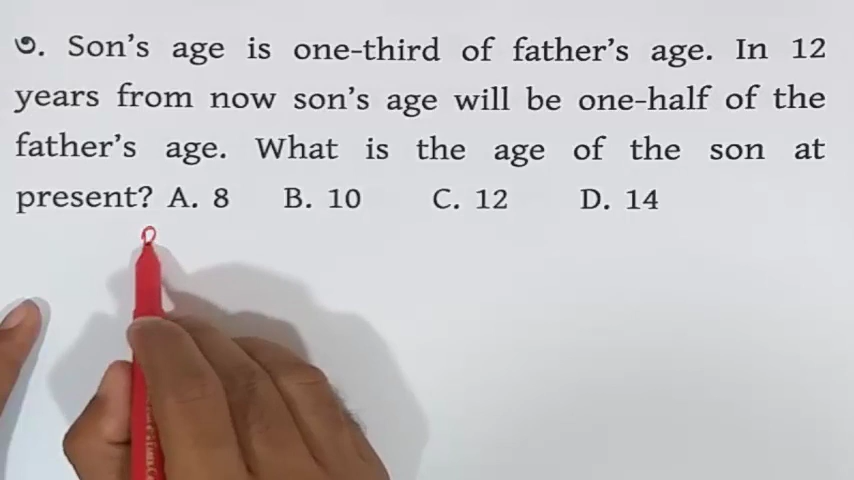 ৩. Son's age is one-third of father's age. In 12
years from now son's age will be one-half of the
father's age. What is the age of the son at
present? A. 8 B. 10 C. 12 D. 14